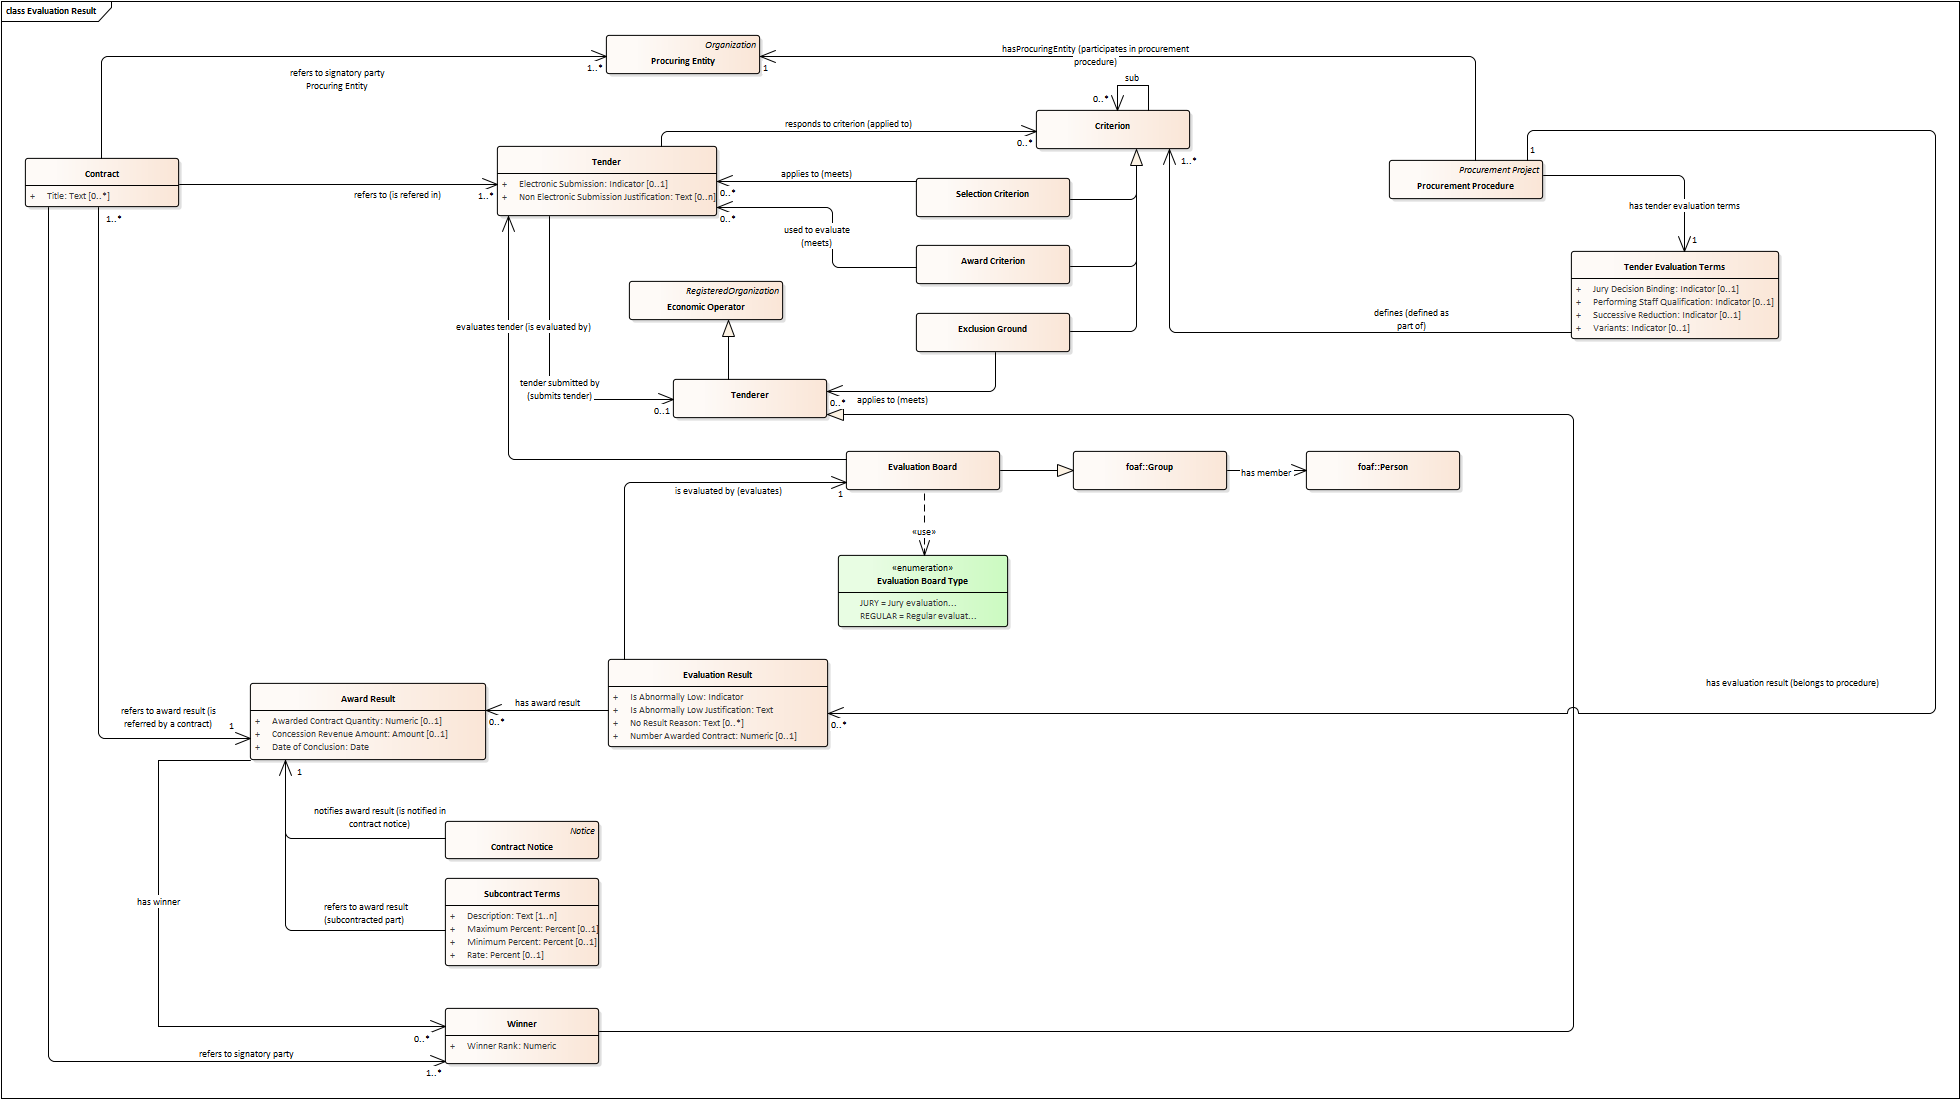 class Evaluation Result
Organization
Procuring Entity
1..*
1
refers to signatory party
Procuring Entity
hasProcuringEntity (participates in procurement
procedure)
sub
0..*
Criterion
0..*
1..*
responds to criterion (applied to)
Contract
+ Title: Text [0..*]
1..*
refers to (is refered in)
1..*
Tender
+ Electronic Submission: Indicator [0..1]
+ Non Electronic Submission Justification: Text [0..n]
0..*
0..*
applies to (meets)
used to evaluate
(meets)
Selection Criterion
Award Criterion
Exclusion Ground
Procurement Project
Procurement Procedure
1
has tender evaluation terms
1
Tender Evaluation Terms
+ Jury Decision Binding: Indicator [0..1]
+ Performing Staff Qualification: Indicator [0..1]
+ Successive Reduction: Indicator [0..1]
+ Variants: Indicator [0..1]
defines (defined as
part of)
RegisteredOrganization
Economic Operator
evaluates tender (is evaluated by)
tender submitted by
(submits tender)
0..1
Tenderer
0..*
applies to (meets)
Evaluation Board
foaf::Group
has member
foaf::Person
is evaluated by (evaluates)
1
«use»
«enumeration»
Evaluation Board Type
JURY = Jury evaluation...
REGULAR = Regular evaluat...
Evaluation Result
+ Is Abnormally Low: Indicator
+ Is Abnormally Low Justification: Text
+ No Result Reason: Text [0..*]
+ Number Awarded Contract: Numeric [0..1]
0..*
has evaluation result (belongs to procedure)
has award result
0..*
Award Result
+ Awarded Contract Quantity: Numeric [0..1]
+ Concession Revenue Amount: Amount [0..1]
+ Date of Conclusion: Date
refers to award result (is
referred by a contract)
1
1
notifies award result (is notified in
contract notice)
Notice
Contract Notice
Subcontract Terms
+ Description: Text [1..n]
+ Maximum Percent: Percent [0..1]
+ Minimum Percent: Percent [0..1]
+ Rate: Percent [0..1]
refers to award result
(subcontracted part)
has winner
Winner
+ Winner Rank: Numeric
0..*
refers to signatory party
1..*